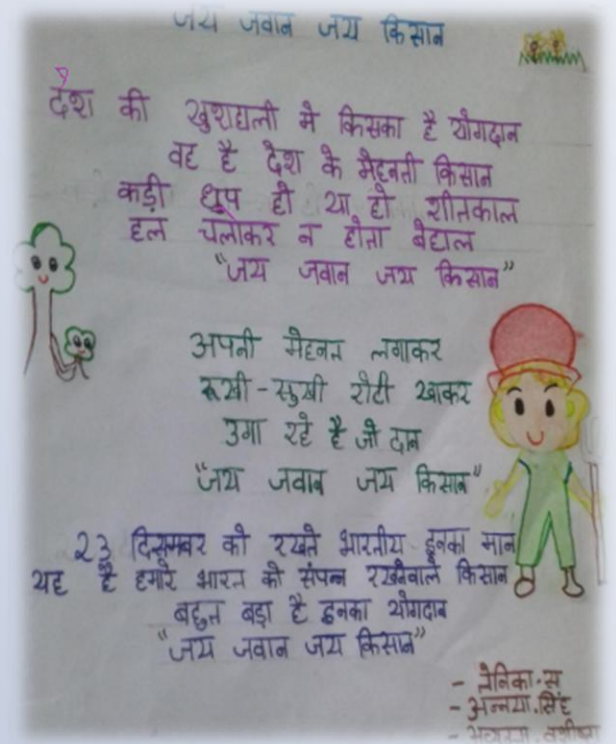 जय जवान जय किसान
देश की खुशहाली मे किसका है योगदान
वह है देश के मेहनती किसान
कड़ी धूप हो या हो शीतकाल
हल चलाकर न होता बेहाल
"जय जवान जय किसान"
अपनी मेहनत लगाकर
रूखी-सुखी रोटी खाकर
उगा रहे है जो दान
"जय जवान जय किसान"
२३ दिसम्बर को रखते भारतीय इनका मान
यह है हमारे भारत को संपन्न रखनेवाले किसान
बहुत बड़ा है इनका योगदान
"जय जवान जय किसान"
- अनन्या.सिंह